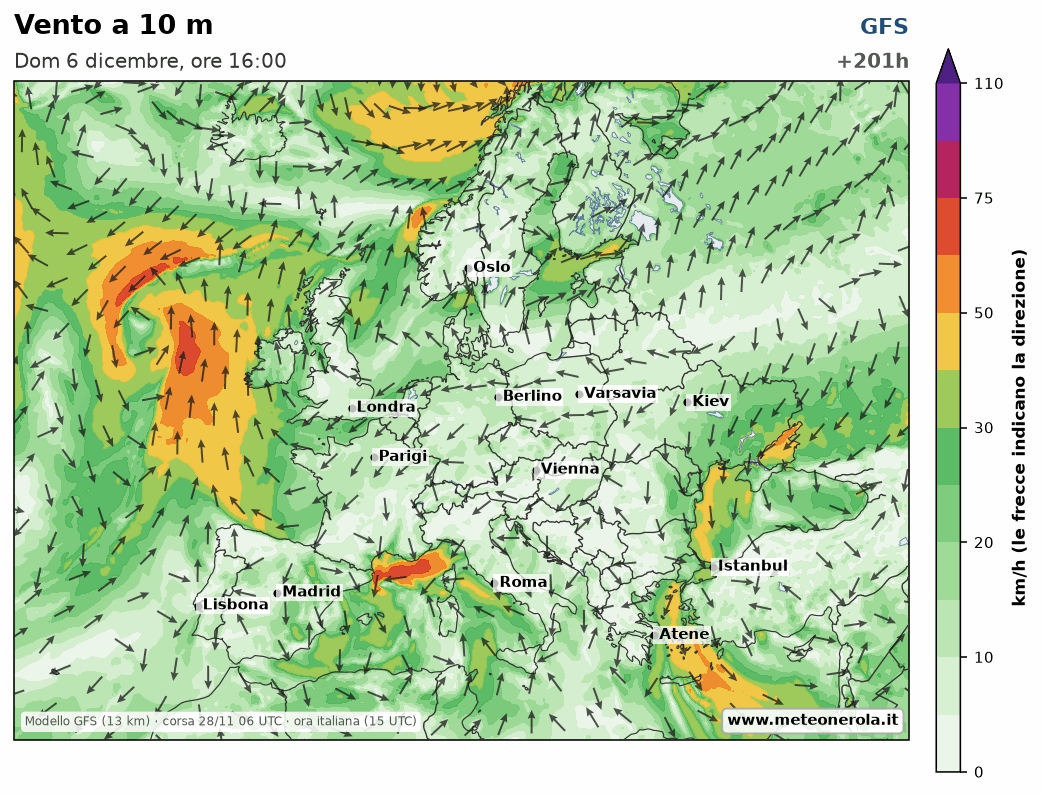 Vento a 10 m
GFS
Dom 6 dicembre, ore 16:00
+201h
110
75
50
30
20
10
0
km/h (le frecce indicano la direzione)
Oslo
Berlino
Varsavia
Kiev
Londra
Parigi
Vienna
Istanbul
Roma
Madrid
Lisbona
Atene
Modello GFS (13 km) · corsa 28/11 06 UTC · ora italiana (15 UTC)
www.meteonerola.it